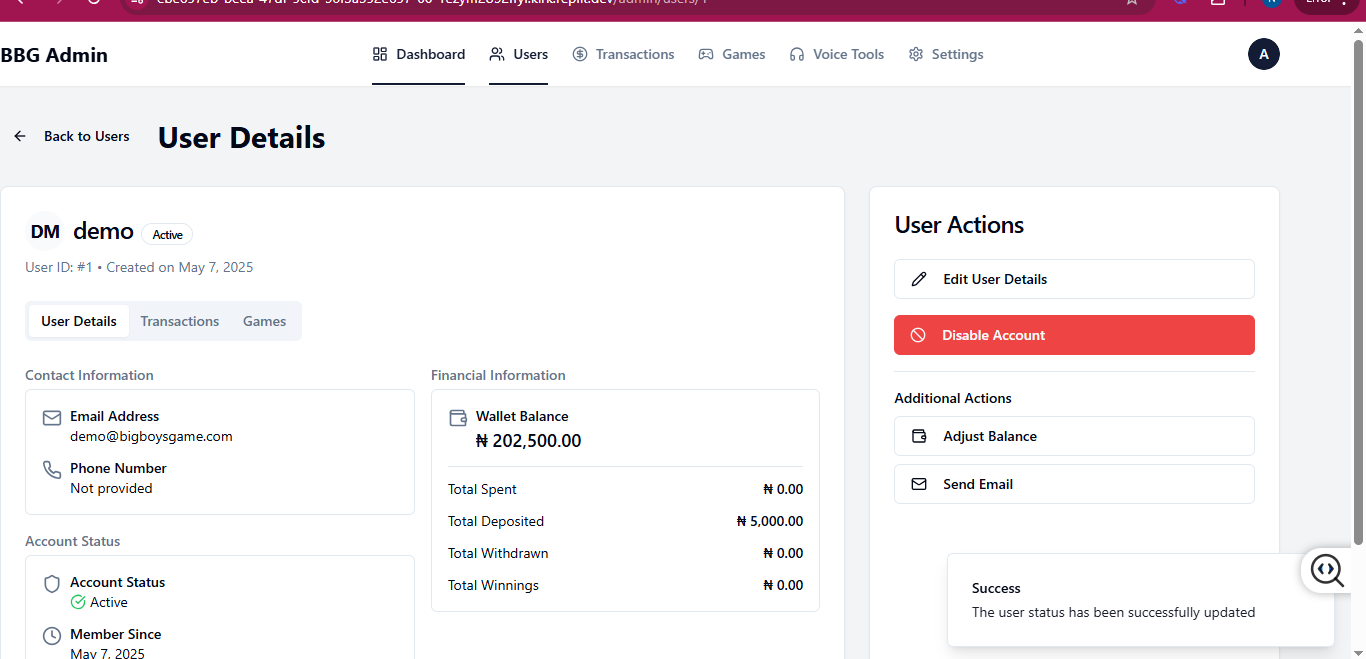 BBG Admin
Dashboard
Users
Transactions
Games
Voice Tools
Settings
A
Back to Users
User Details
DM
demo
Active
User ID: #1 • Created on May 7, 2025
User Details
Transactions
Games
Contact Information
Email Address
demo@bigboysgame.com
Phone Number
Not provided
Account Status
Account Status
Active
Member Since
May 7, 2025
Financial Information
Wallet Balance
₦ 202,500.00
Total Spent ₦ 0.00
Total Deposited ₦ 5,000.00
Total Withdrawn ₦ 0.00
Total Winnings ₦ 0.00
User Actions
Edit User Details
Disable Account
Additional Actions
Adjust Balance
Send Email
Success
The user status has been successfully updated